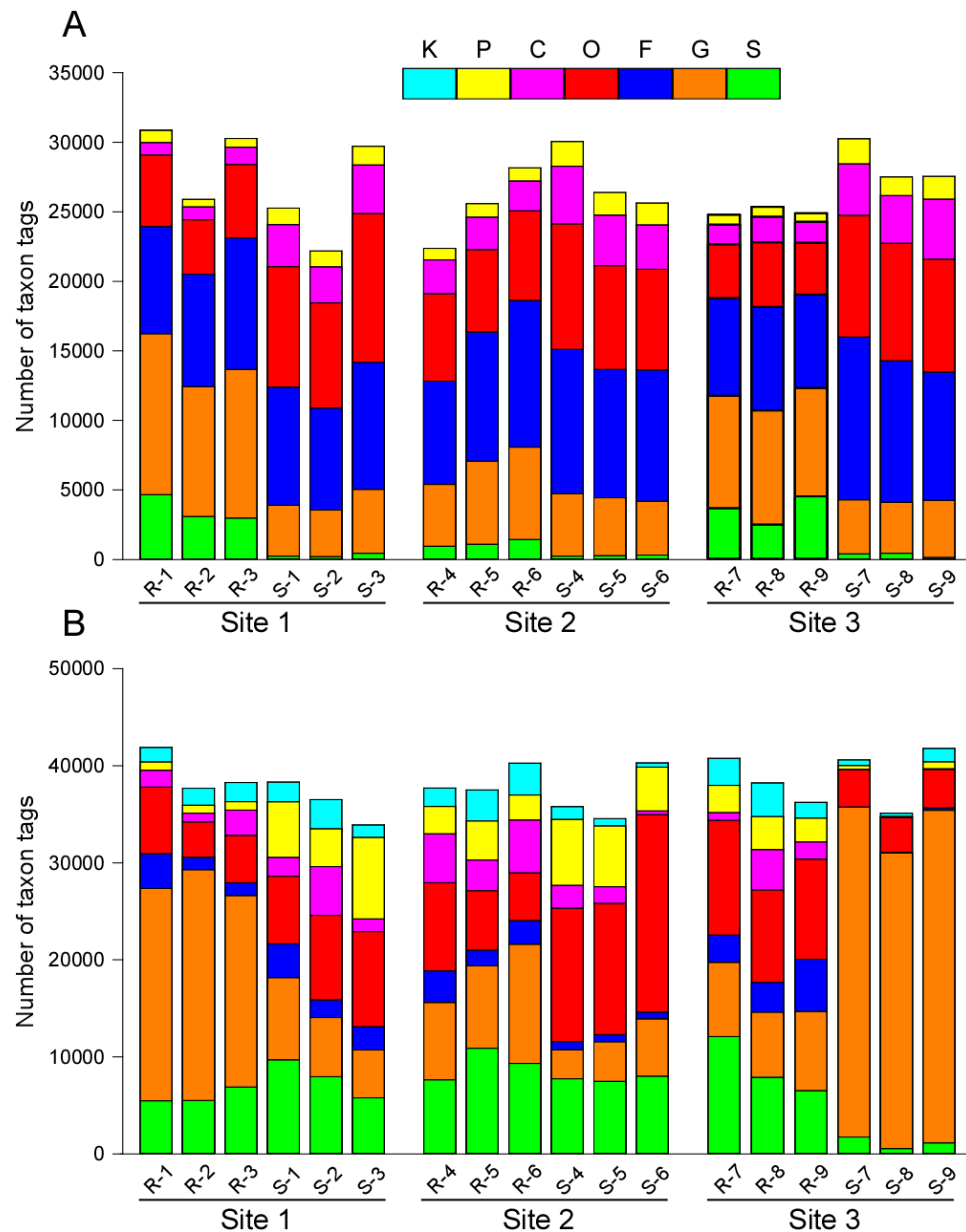 A
K P C O F G S
35000
30000
25000
20000
15000
10000
5000
0
Number of taxon tags
R-1 R-2 R-3 S-1 S-2 S-3 R-4 R-5 R-6 S-4 S-5 S-6 R-7 R-8 R-9 S-7 S-8 S-9
Site 1 Site 2 Site 3
B
50000
40000
30000
20000
10000
0
Number of taxon tags
R-1 R-2 R-3 S-1 S-2 S-3 R-4 R-5 R-6 S-4 S-5 S-6 R-7 R-8 R-9 S-7 S-8 S-9
Site 1 Site 2 Site 3